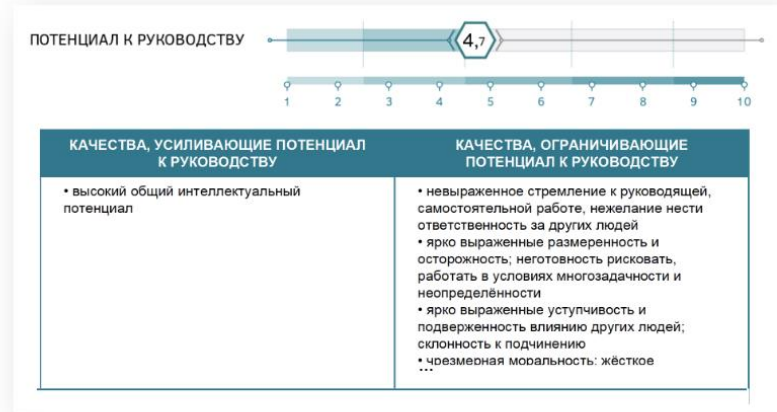 ПОТЕНЦИАЛ К РУКОВОДСТВУ
4,7
1 2 3 4 5 6 7 8 9 10
КАЧЕСТВА, УСИЛИВАЮЩИЕ ПОТЕНЦИАЛ
К РУКОВОДСТВУ
• высокий общий интеллектуальный
потенциал
КАЧЕСТВА, ОГРАНИЧИВАЮЩИЕ
ПОТЕНЦИАЛ К РУКОВОДСТВУ
• невыраженное стремление к руководящей,
самостоятельной работе, нежелание нести
ответственность за других людей
• ярко выраженные размеренность и
осторожность; неготовность рисковать,
работать в условиях многозадачности и
неопределённости
• ярко выраженные уступчивость и
подверженность влиянию других людей;
склонность к подчинению
• чрезмерная моральность: жёсткое
...